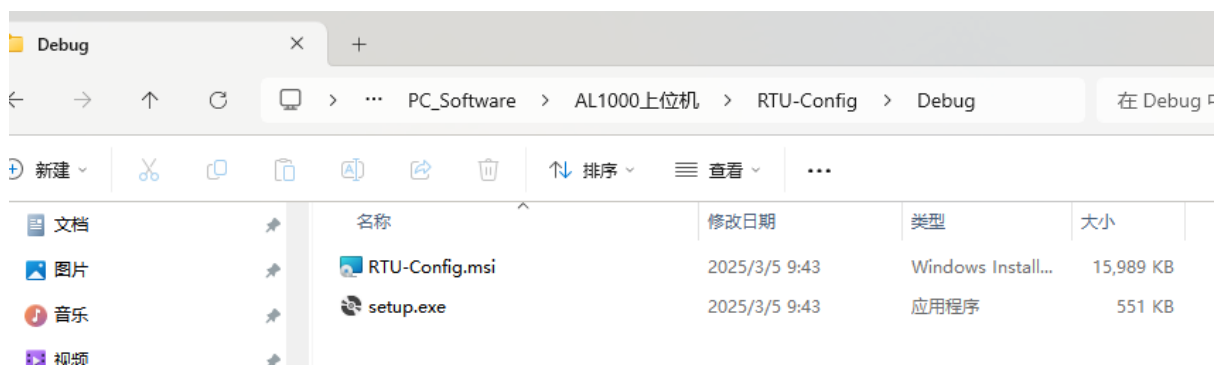 Debug
PC_Software > AL1000上位机 > RTU-Config > Debug 在 Debug
新建 排序 查看
文档 名称 修改日期 类型 大小
图片 RTU-Config.msi 2025/3/5 9:43 Windows Install... 15,989 KB
音乐 setup.exe 2025/3/5 9:43 应用程序 551 KB
视频